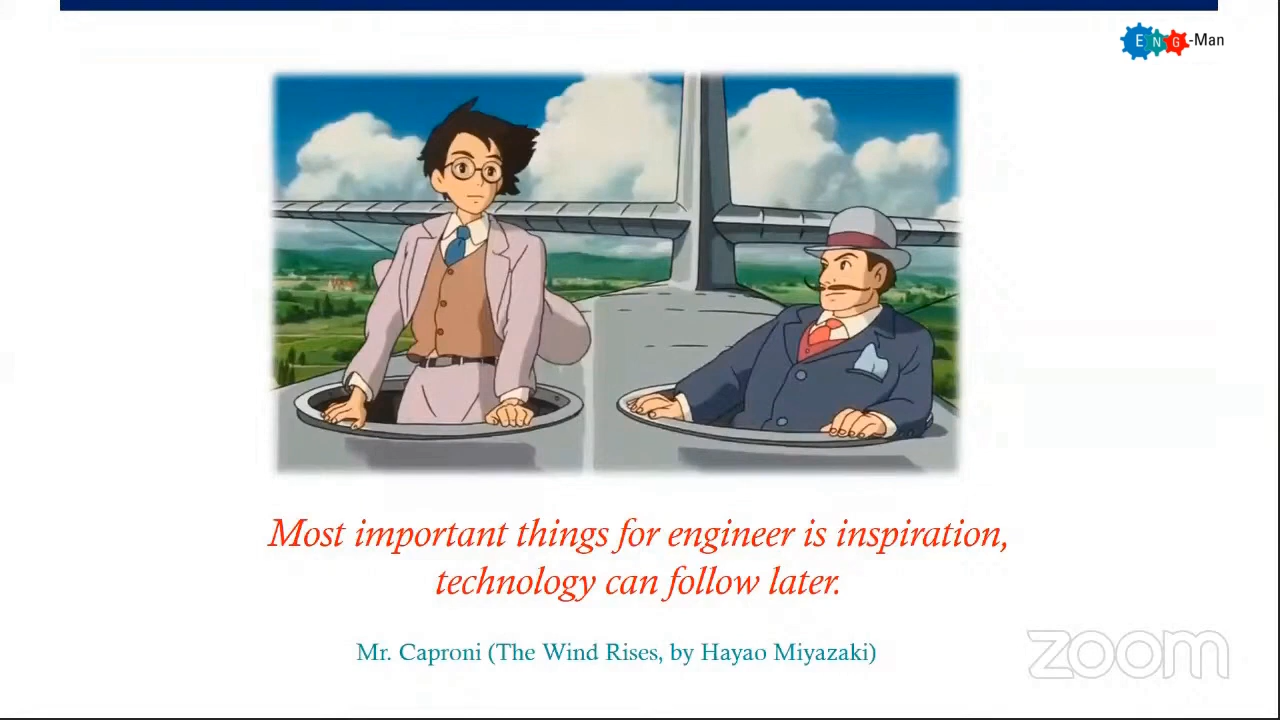 ENG-Man
Most important things for engineer is inspiration,
technology can follow later.
Mr. Caproni (The Wind Rises, by Hayao Miyazaki)
zoom